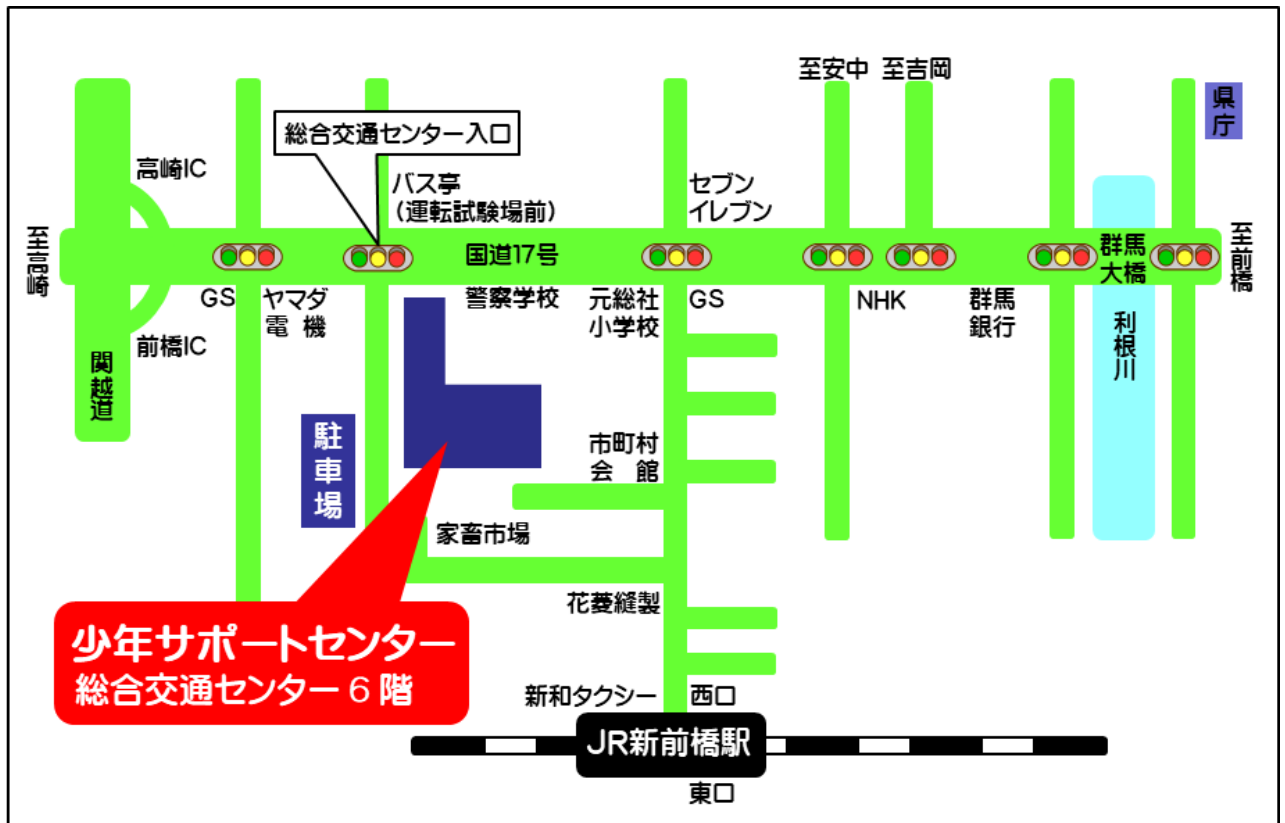 至安中
至吉岡
県庁
総合交通センター入口
高崎IC
バス亭
(運転試験場前)
セブン
イレブン
至高崎
国道17号
群馬
大橋
至前橋
GS
ヤマダ
電 機
警察学校
元総社
小学校
GS
NHK
群馬
銀行
利根川
前橋IC
関越道
駐車場
市町村
会 館
家畜市場
花菱縫製
少年サポートセンター
総合交通センター6階
新和タクシー
西口
JR新前橋駅
東口